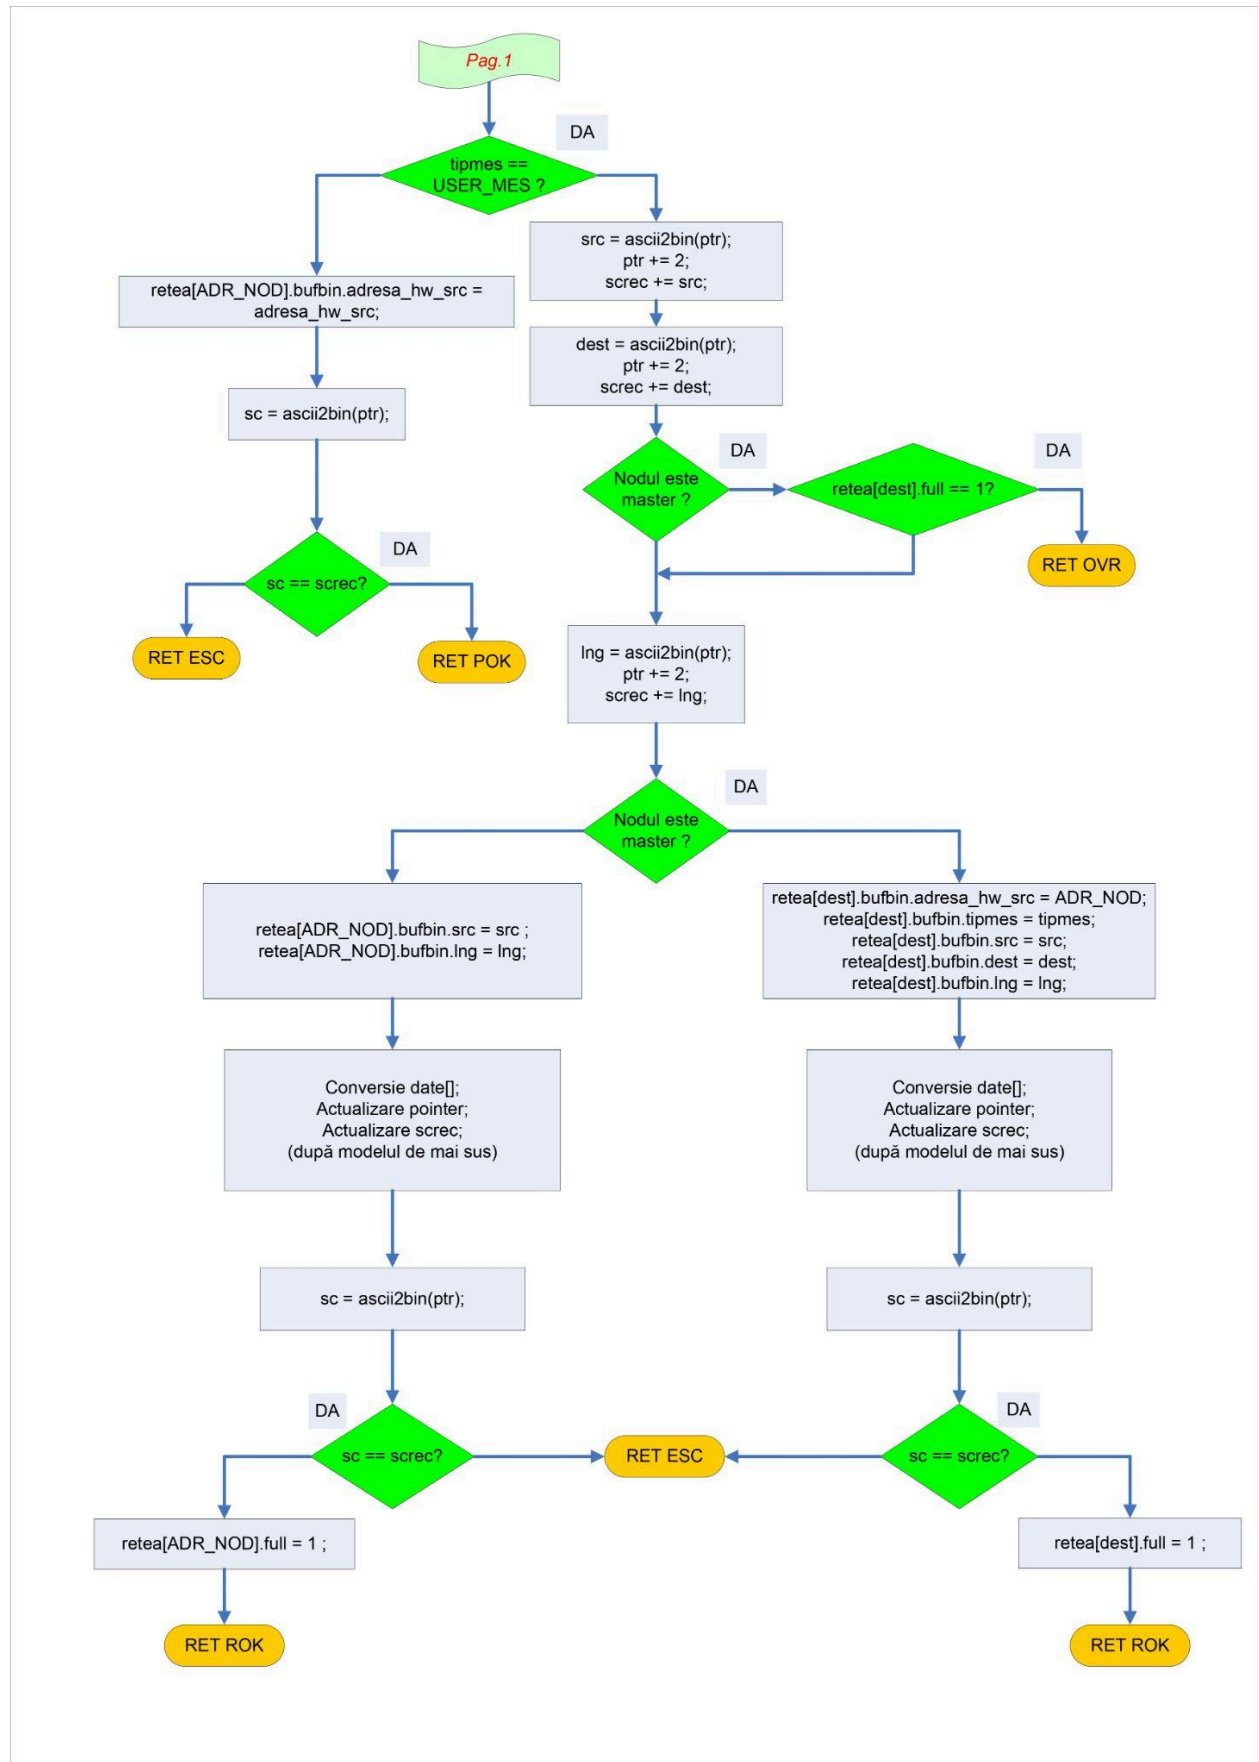 Pag.1
DA
tipmes ==
USER_MES ?
src = ascii2bin(ptr);
ptr += 2;
screc += src;
retea[ADR_NOD].bufbin.adresa_hw_src =
adresa_hw_src;
dest = ascii2bin(ptr);
ptr += 2;
screc += dest;
sc = ascii2bin(ptr);
DA
DA
Nodul este
master ?
retea[dest].full == 1?
DA
sc == screc?
RET OVR
RET ESC
RET POK
lng = ascii2bin(ptr);
ptr += 2;
screc += lng;
DA
Nodul este
master ?
retea[ADR_NOD].bufbin.src = src ;
retea[ADR_NOD].bufbin.lng = lng;
retea[dest].bufbin.adresa_hw_src = ADR_NOD;
retea[dest].bufbin.tipmes = tipmes;
retea[dest].bufbin.src = src;
retea[dest].bufbin.dest = dest;
retea[dest].bufbin.lng = lng;
Conversie date[];
Actualizare pointer;
Actualizare screc;
(după modelul de mai sus)
Conversie date[];
Actualizare pointer;
Actualizare screc;
(după modelul de mai sus)
sc = ascii2bin(ptr);
sc = ascii2bin(ptr);
DA
DA
sc == screc?
RET ESC
sc == screc?
retea[ADR_NOD].full = 1 ;
retea[dest].full = 1 ;
RET ROK
RET ROK